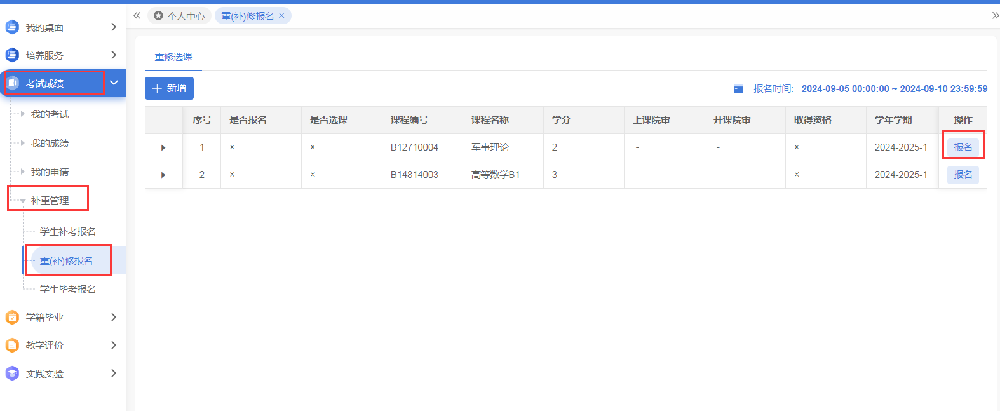 个人中心
重(补)修报名 ×
我的桌面
培养服务
考试成绩
我的考试
我的成绩
我的申请
补重管理
学生补考报名
重(补)修报名
学生毕考报名
学籍毕业
教学评价
实践实验
重修选课
+ 新增
报名时间: 2024-09-05 00:00:00 ~ 2024-09-10 23:59:59
序号 是否报名 是否选课 课程编号 课程名称 学分 上课院审 开课院审 取得资格 学年学期 操作
1 × × B12710004 军事理论 2 - - × 2024-2025-1 报名
2 × × B14814003 高等数学B1 3 - - × 2024-2025-1 报名